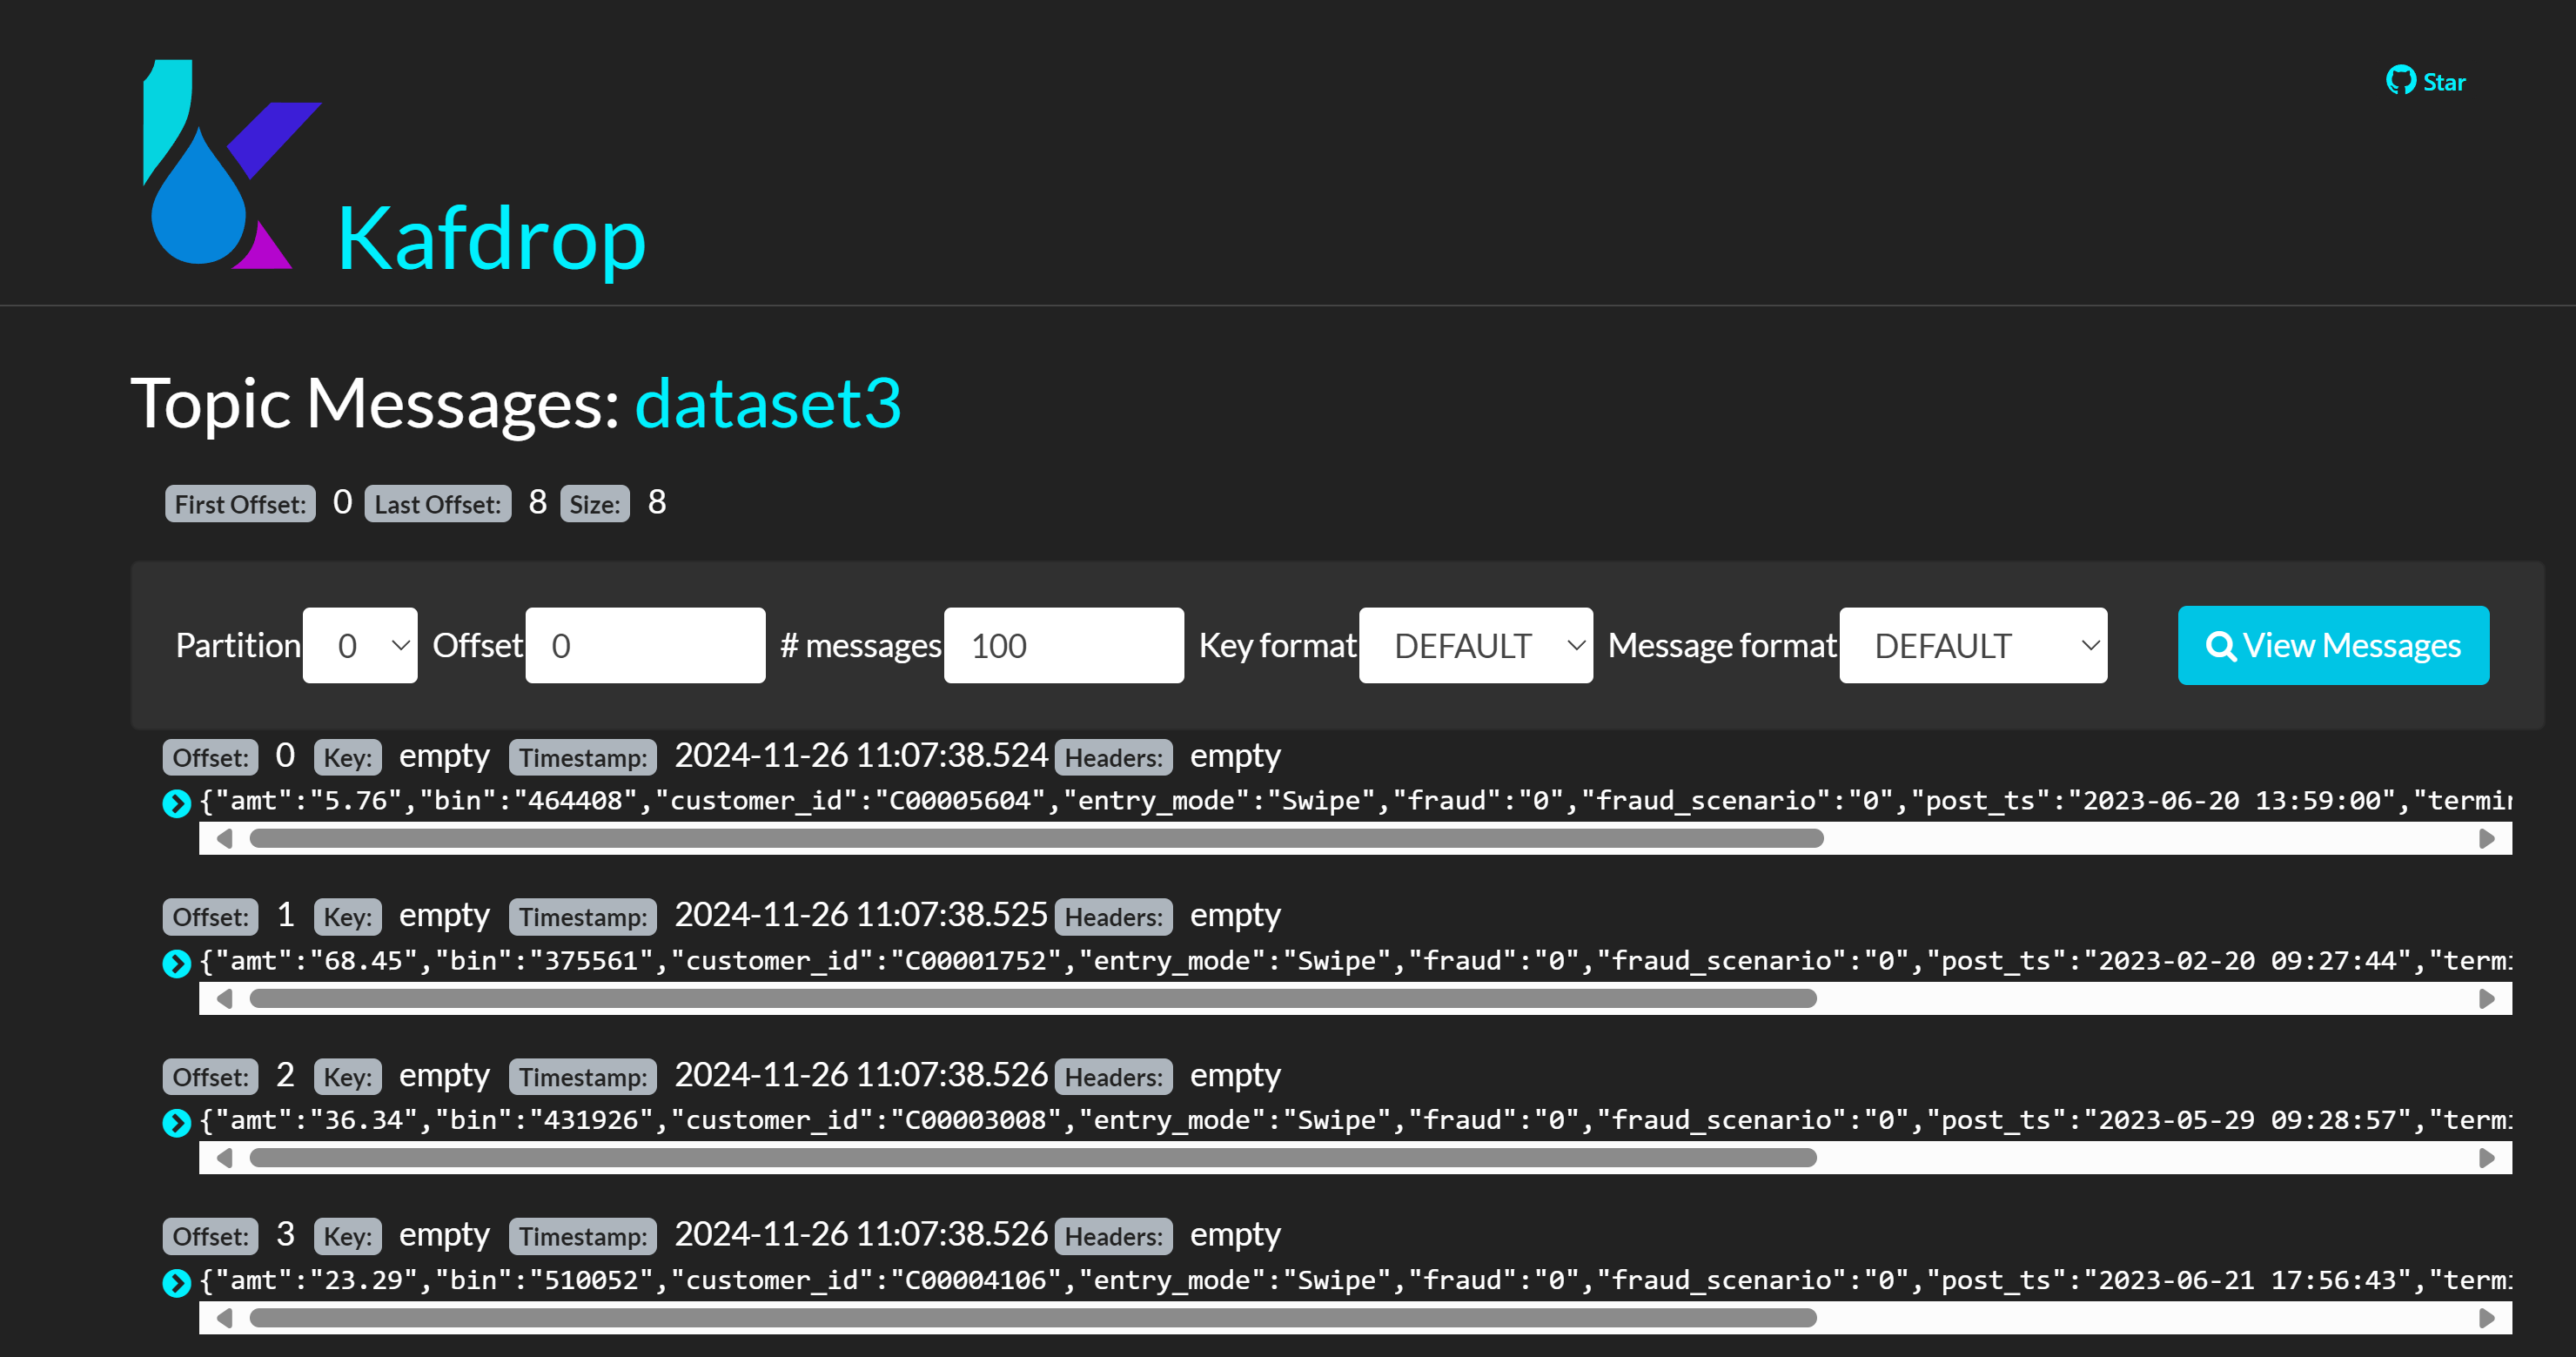 Star
Kafdrop
Topic Messages: dataset3
First Offset: 0 Last Offset: 8 Size: 8
Partition 0 Offset 0 # messages 100 Key format DEFAULT Message format DEFAULT View Messages
Offset: 0 Key: empty Timestamp: 2024-11-26 11:07:38.524 Headers: empty
{"amt":"5.76","bin":"464408","customer_id":"C00005604","entry_mode":"Swipe","fraud":"0","fraud_scenario":"0","post_ts":"2023-06-20 13:59:00","termin
Offset: 1 Key: empty Timestamp: 2024-11-26 11:07:38.525 Headers: empty
{"amt":"68.45","bin":"375561","customer_id":"C00001752","entry_mode":"Swipe","fraud":"0","fraud_scenario":"0","post_ts":"2023-02-20 09:27:44","termi
Offset: 2 Key: empty Timestamp: 2024-11-26 11:07:38.526 Headers: empty
{"amt":"36.34","bin":"431926","customer_id":"C00003008","entry_mode":"Swipe","fraud":"0","fraud_scenario":"0","post_ts":"2023-05-29 09:28:57","termi
Offset: 3 Key: empty Timestamp: 2024-11-26 11:07:38.526 Headers: empty
{"amt":"23.29","bin":"510052","customer_id":"C00004106","entry_mode":"Swipe","fraud":"0","fraud_scenario":"0","post_ts":"2023-06-21 17:56:43","termi